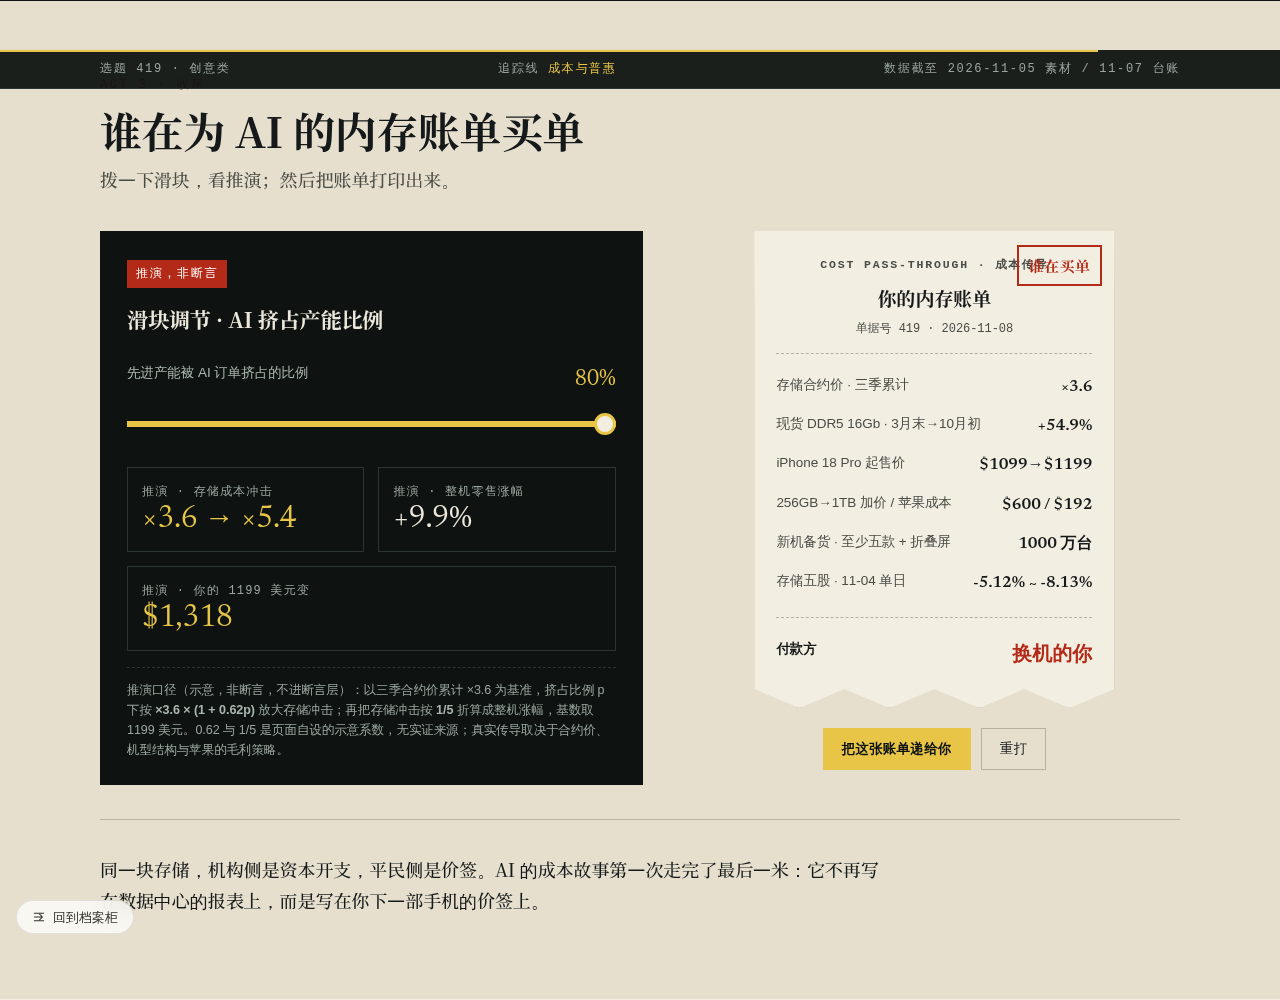 选题 419 · 创意类
追踪线 成本与普惠
数据截至 2026-11-05 素材 / 11-07 台账
谁在为 AI 的内存账单买单
拨一下滑块，看推演；然后把账单打印出来。
推演，非断言
滑块调节 · AI 挤占产能比例
先进产能被 AI 订单挤占的比例
80%
推演 · 存储成本冲击
×3.6 → ×5.4
推演 · 整机零售涨幅
+9.9%
推演 · 你的 1199 美元变
$1,318
推演口径（示意，非断言，不进断言层）：以三季合约价累计 ×3.6 为基准，挤占比例 p
下按 ×3.6 × (1 + 0.62p) 放大存储冲击；再把存储冲击按 1/5 折算成整机涨幅，基数取
1199 美元。0.62 与 1/5 是页面自设的示意系数，无实证来源；真实传导取决于合约价、
机型结构与苹果的毛利策略。
COST PASS-THROUGH · 成本传导
谁在买单
你的内存账单
单据号 419 · 2026-11-08
存储合约价 · 三季累计
×3.6
现货 DDR5 16Gb · 3月末→10月初
+54.9%
iPhone 18 Pro 起售价
$1099→$1199
256GB→1TB 加价 / 苹果成本
$600 / $192
新机备货 · 至少五款 + 折叠屏
1000 万台
存储五股 · 11-04 单日
-5.12% ~ -8.13%
付款方
换机的你
把这张账单递给你
重打
同一块存储，机构侧是资本开支，平民侧是价签。AI 的成本故事第一次走完了最后一米：它不再写
在数据中心的报表上，而是写在你下一部手机的价签上。
回到档案柜